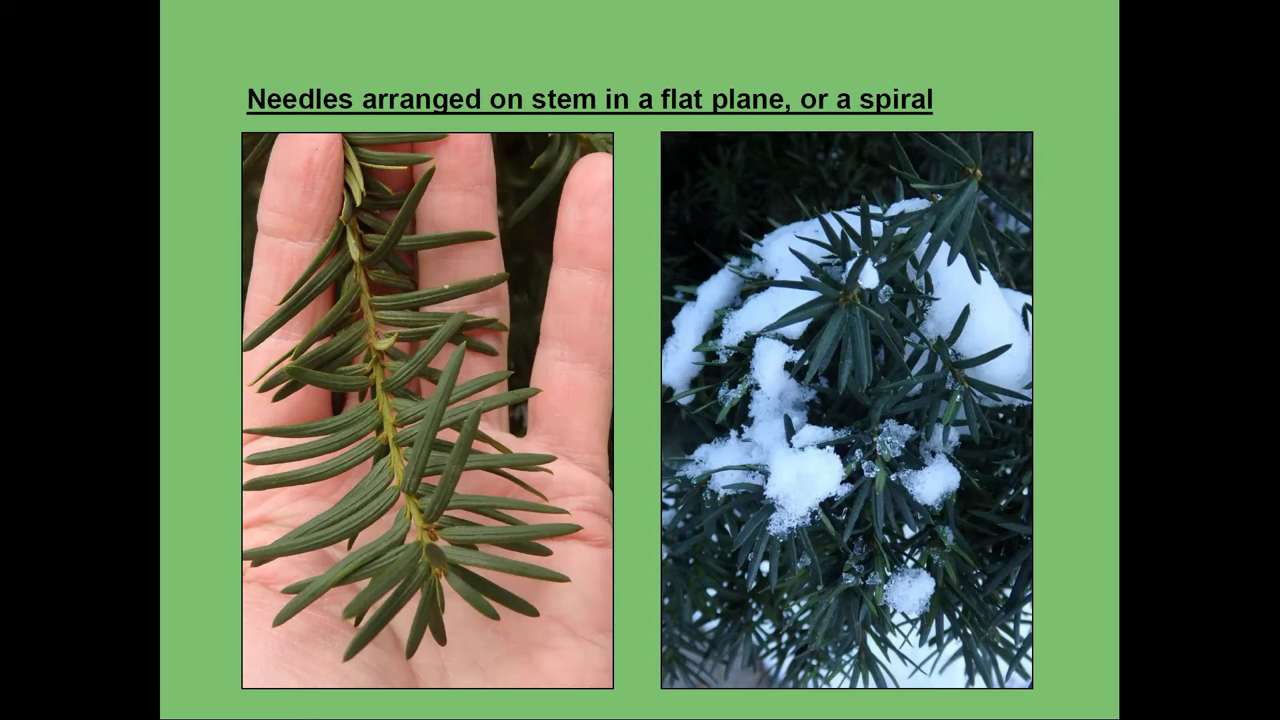 Needles arranged on stem in a flat plane, or a spiral